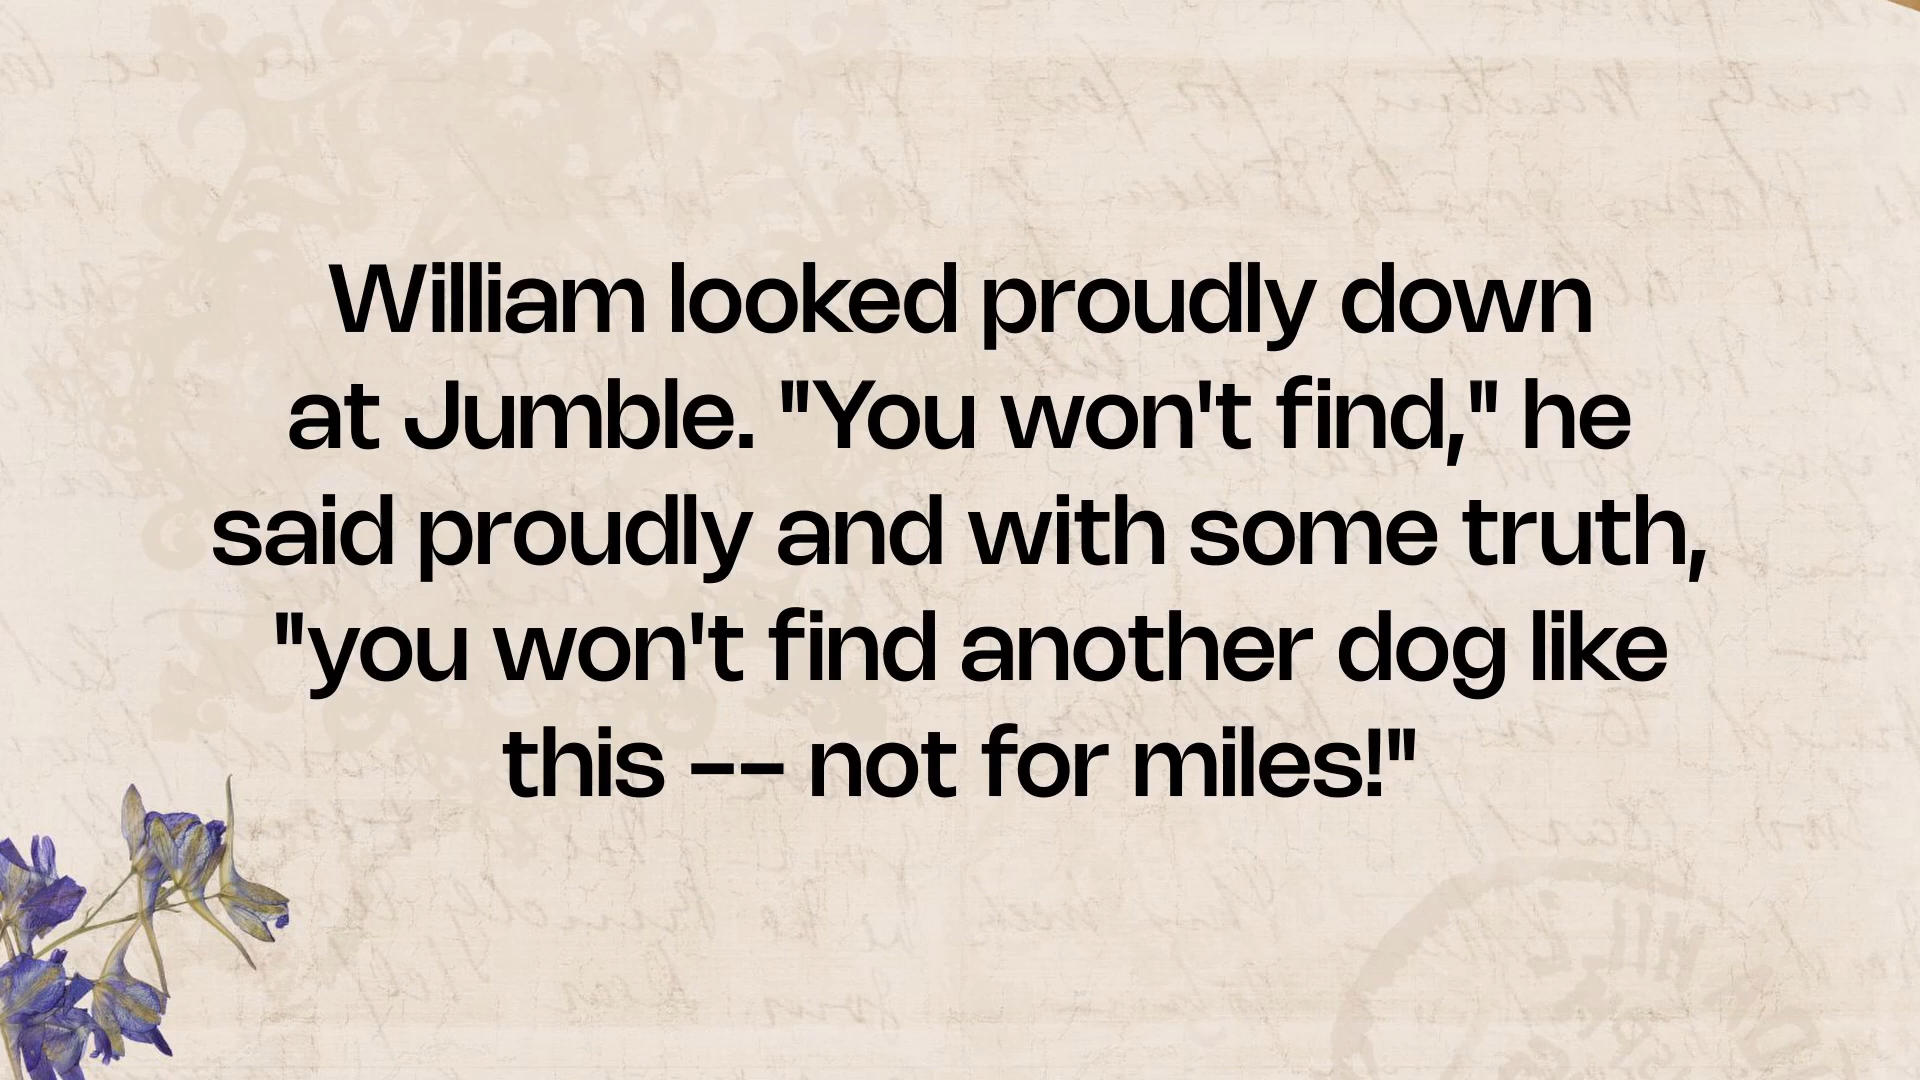 William looked proudly down
at Jumble. "You won't find," he
said proudly and with some truth,
"you won't find another dog like
this -- not for miles!"